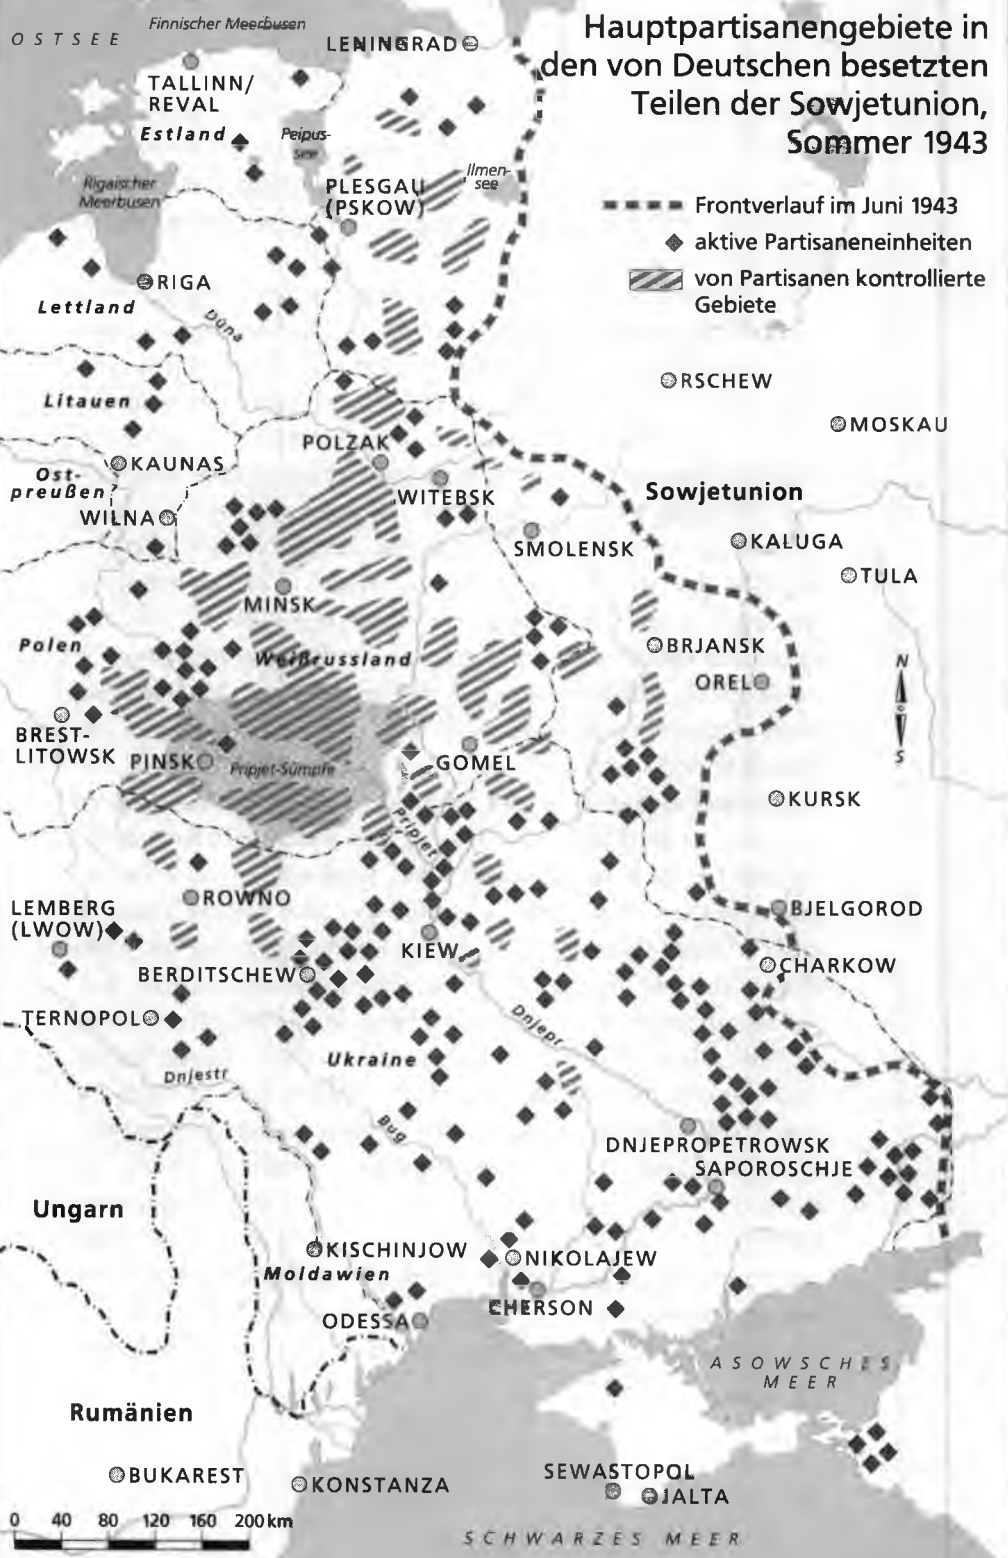 Hauptpartisanengebiete in
den von Deutschen besetzten
Teilen der Sowjetunion,
Sommer 1943
Frontverlauf im Juni 1943
aktive Partisaneneinheiten
von Partisanen kontrollierte
Gebiete
OSTSEE
Finnischer Meerbusen
LENINGRAD
TALLINN/
REVAL
Estland
Peipus-
see
Ilmen-
see
Rigaischer
Meerbusen
PLESGAU
(PSKOW)
RIGA
Lettland
Düna
RSCHEW
Litauen
MOSKAU
POLZAK
KAUNAS
Ost-
preußen
WITEBSK
Sowjetunion
WILNA
SMOLENSK
KALUGA
TULA
MINSK
Polen
Weißrussland
BRJANSK
N
OREL
S
BREST-
LITOWSK
PINSK
Pripjet-Sümpfe
GOMEL
KURSK
Pripjet
ROWNO
LEMBERG
(LWOW)
BJELGOROD
KIEW
BERDITSCHEW
CHARKOW
TERNOPOL
Dnjepr
Ukraine
Dnjestr
Bug
DNJEPROPETROWSK
SAPOROSCHJE
Ungarn
KISCHINJOW
NIKOLAJEW
Moldawien
CHERSON
ODESSA
ASOWSCHES
MEER
Rumänien
BUKAREST
KONSTANZA
SEWASTOPOL
JALTA
0 40 80 120 160 200 km
SCHWARZES MEER